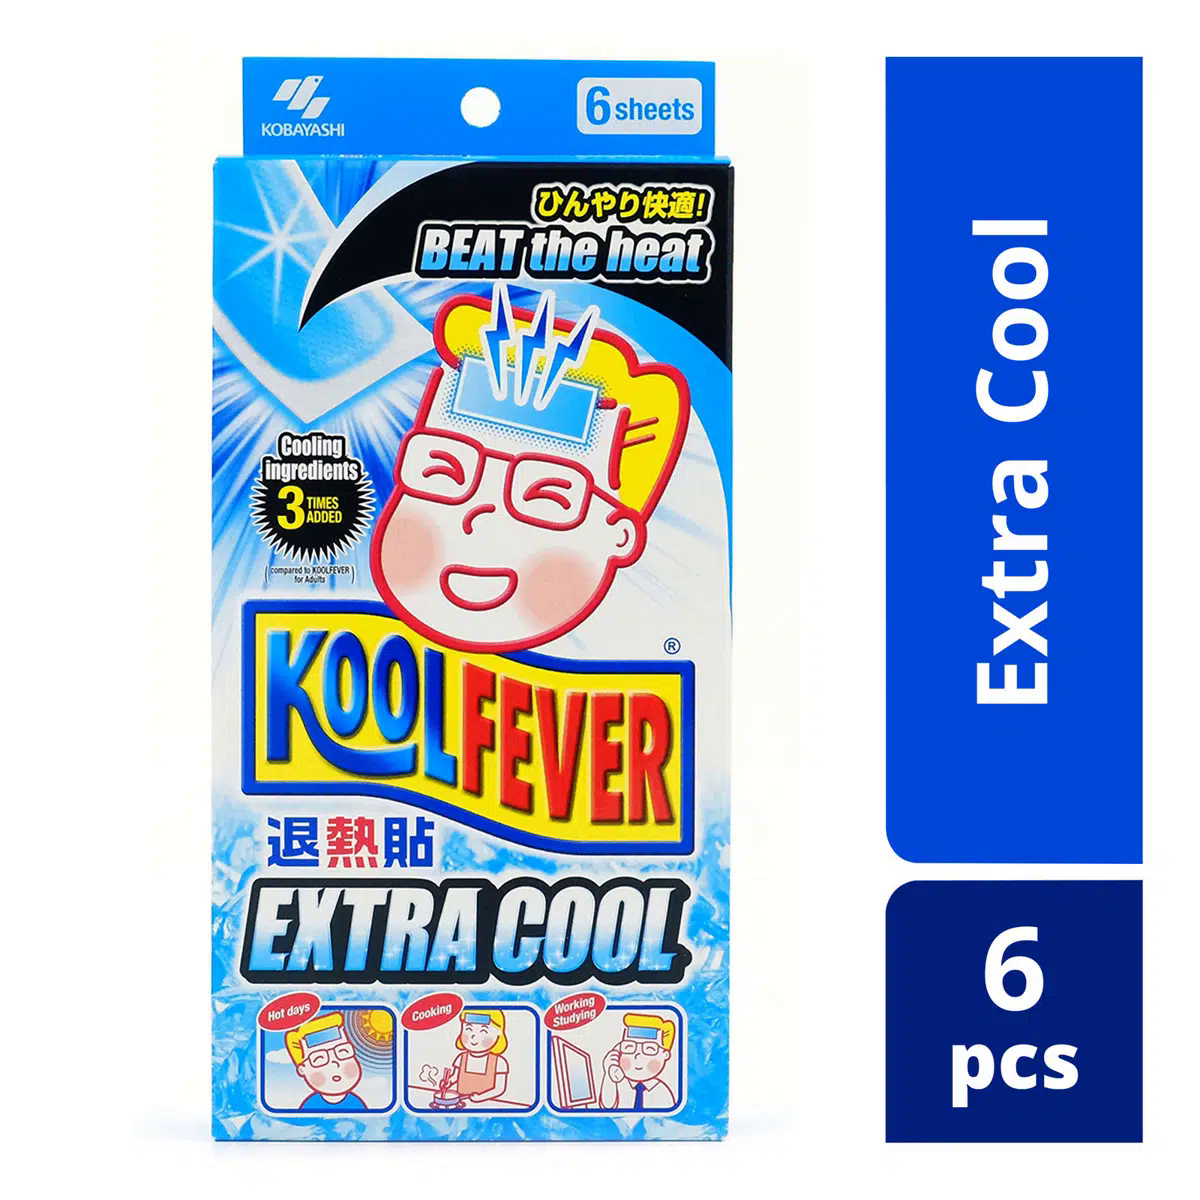 KOBAYASHI
6 sheets
ひんやり快適!
BEAT the heat
Cooling
ingredients
3 TIMES
ADDED
(compared to KOOLFEVER
for Adults)
KOOLFEVER®
退熱貼
EXTRA COOL
Hot days
Cooking
Working
Studying
Extra Cool
6
pcs